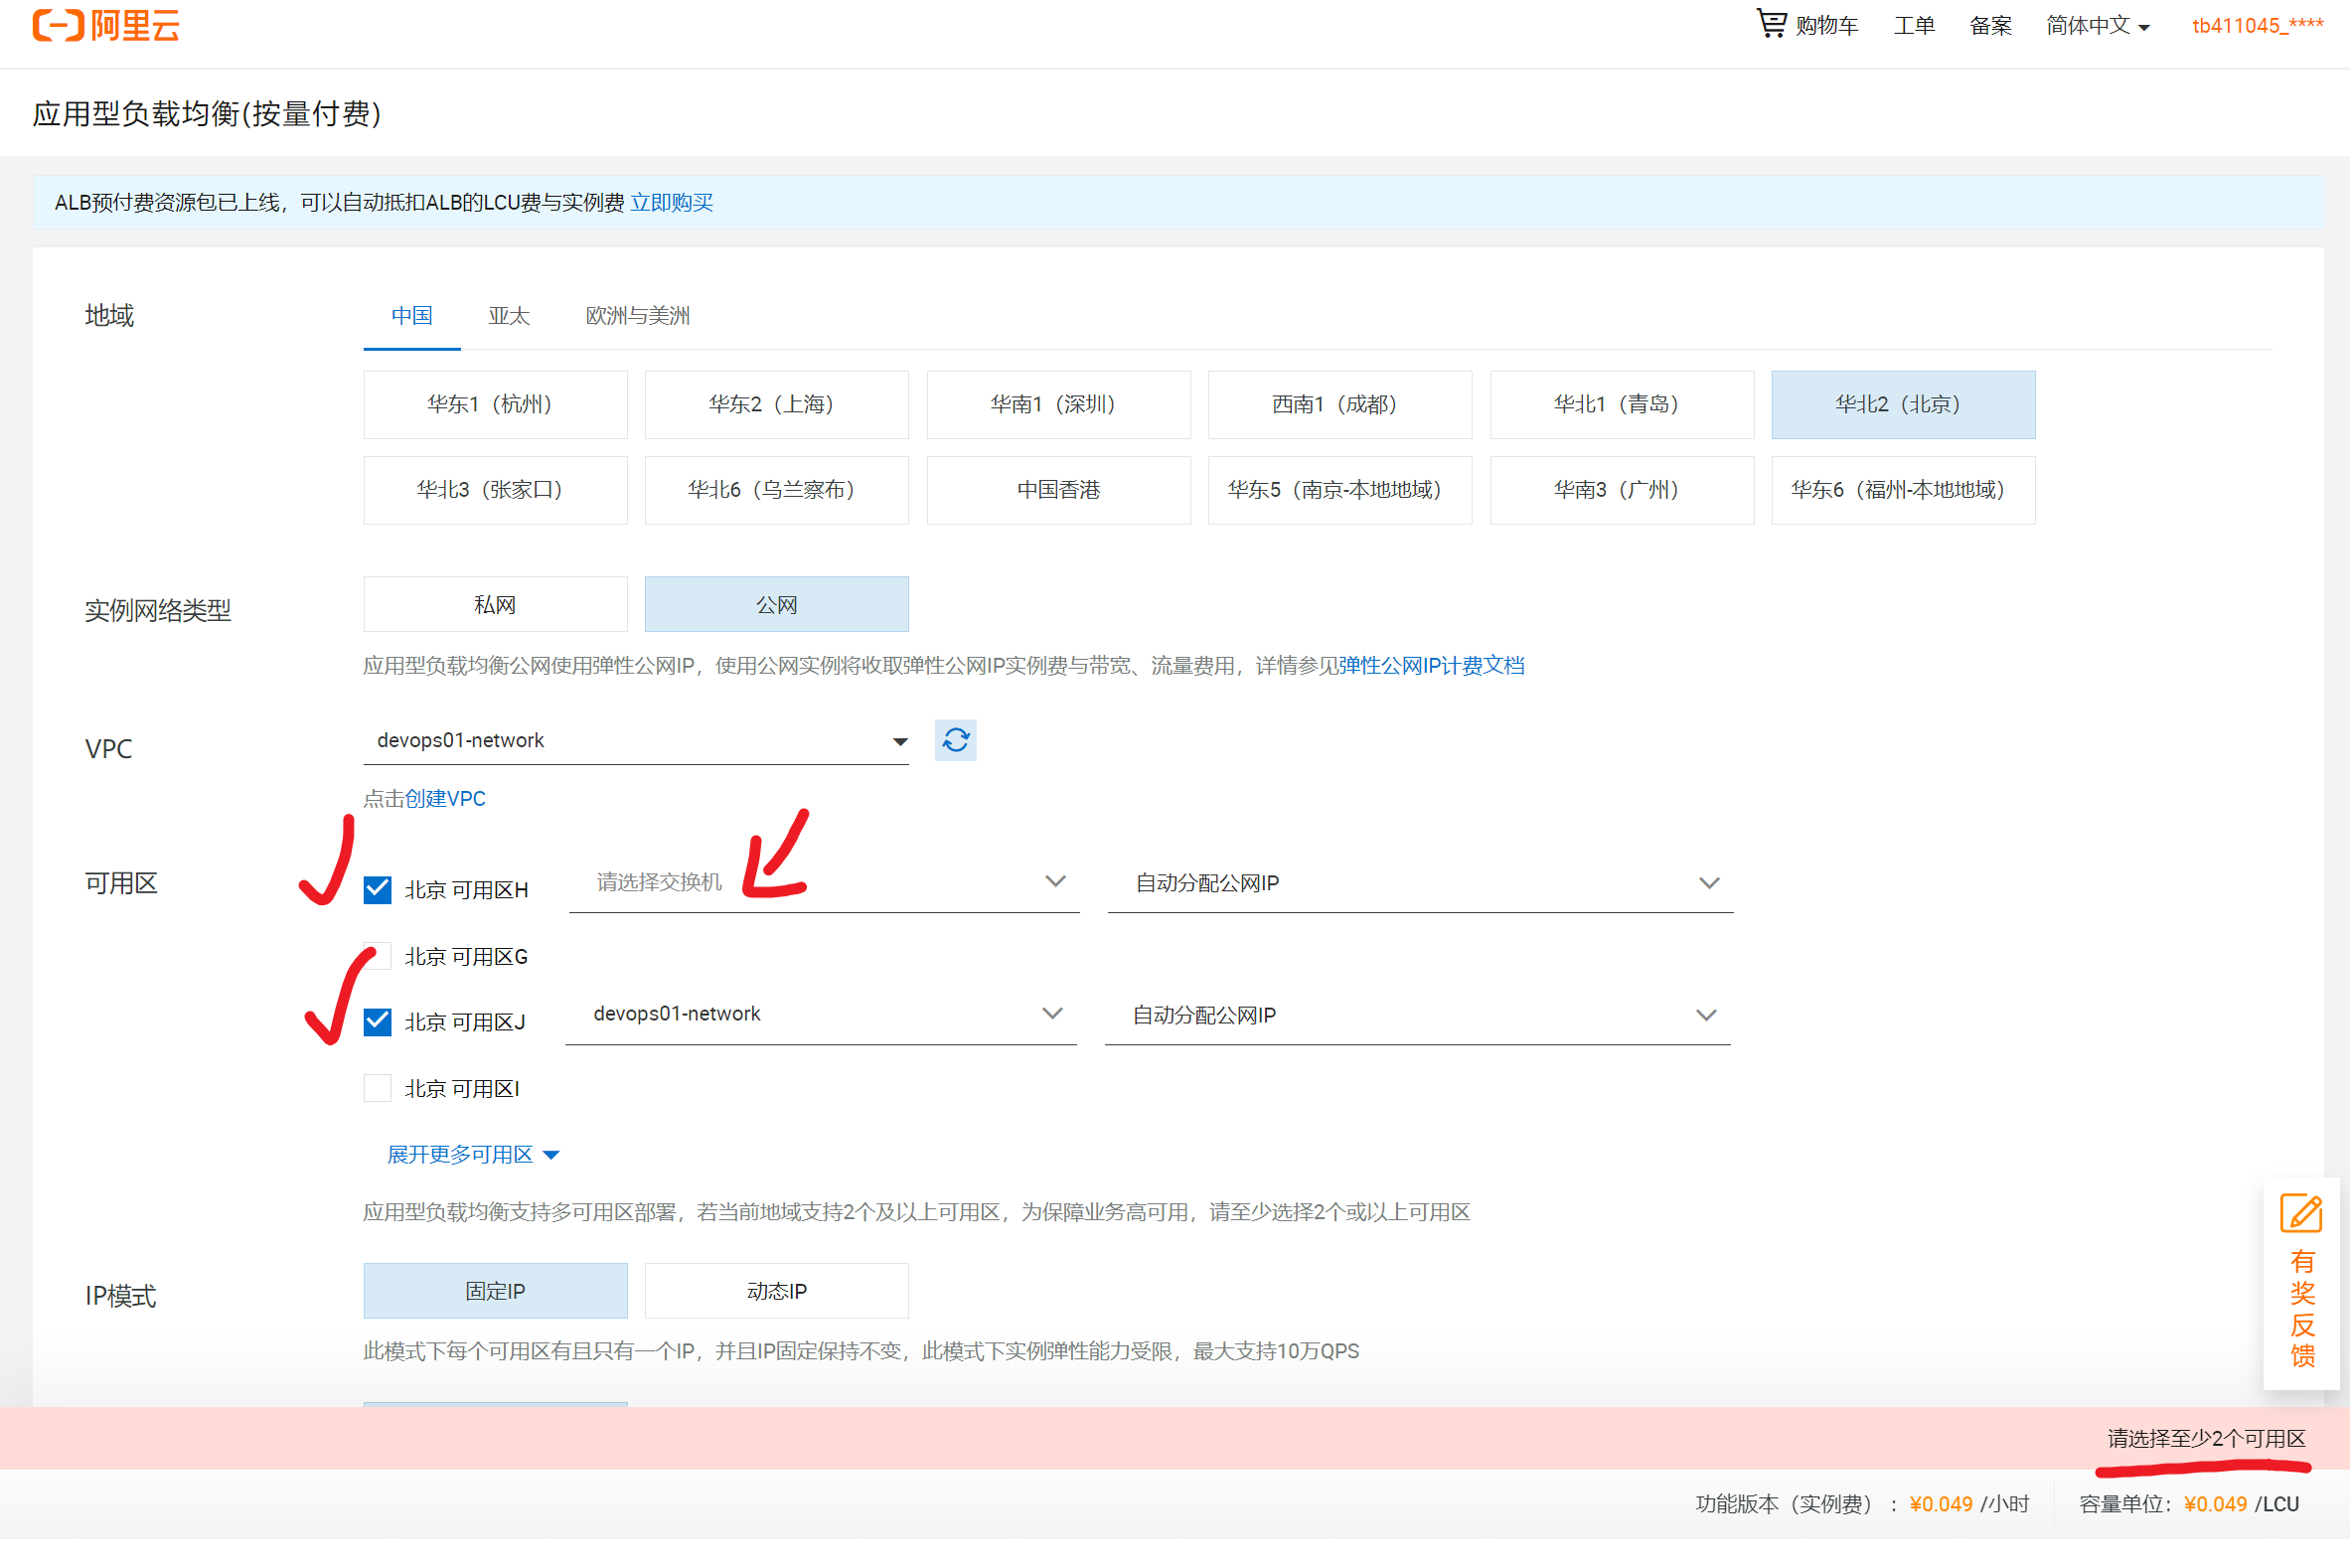 阿里云
购物车 工单 备案 简体中文 tb411045_****
应用型负载均衡(按量付费)
ALB预付费资源包已上线，可以自动抵扣ALB的LCU费与实例费 立即购买
地域 中国 亚太 欧洲与美洲
华东1（杭州） 华东2（上海） 华南1（深圳） 西南1（成都） 华北1（青岛） 华北2（北京）
华北3（张家口） 华北6（乌兰察布） 中国香港 华东5（南京-本地地域） 华南3（广州） 华东6（福州-本地地域）
实例网络类型 私网 公网
应用型负载均衡公网使用弹性公网IP，使用公网实例将收取弹性公网IP实例费与带宽、流量费用，详情参见弹性公网IP计费文档
VPC devops01-network
点击创建VPC
可用区 北京 可用区H 请选择交换机 自动分配公网IP
北京 可用区G
北京 可用区J devops01-network 自动分配公网IP
北京 可用区I
展开更多可用区
应用型负载均衡支持多可用区部署，若当前地域支持2个及以上可用区，为保障业务高可用，请至少选择2个或以上可用区
IP模式 固定IP 动态IP
此模式下每个可用区有且只有一个IP，并且IP固定保持不变，此模式下实例弹性能力受限，最大支持10万QPS
有奖反馈
请选择至少2个可用区
功能版本（实例费）： ¥0.049 /小时 容量单位： ¥0.049 /LCU